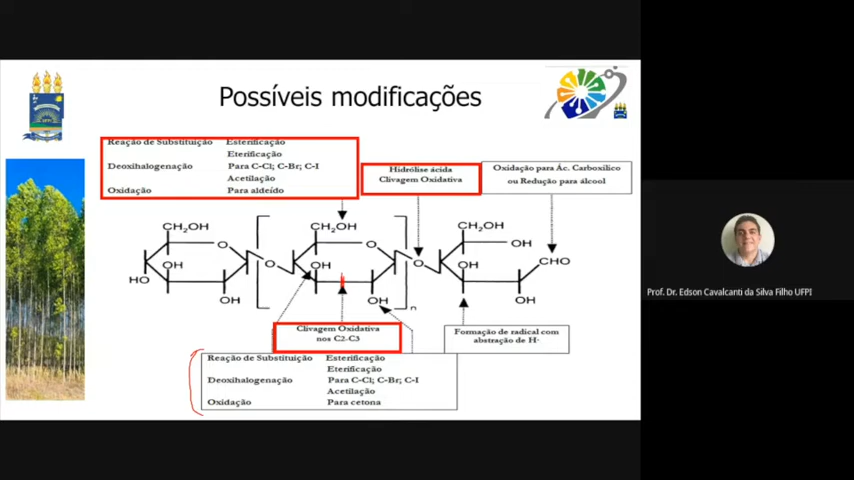 Possíveis modificações
Reação de Substituição Esterificação
Eterificação
Deoxihalogenação Para C-Cl; C-Br; C-I
Acetilação
Oxidação Para aldeído
Hidrólise ácida
Clivagem Oxidativa
Oxidação para Ác. Carboxílico
ou Redução para álcool
CH₂OH
O
OH
HO
OH
O
CH₂OH
O
OH
OH
n
O
CH₂OH
OH
OH
CHO
OH
Clivagem Oxidativa
nos C2-C3
Formação de radical com
abstração de H·
Reação de Substituição Esterificação
Eterificação
Deoxihalogenação Para C-Cl; C-Br; C-I
Acetilação
Oxidação Para cetona
Prof. Dr. Edson Cavalcanti da Silva Filho UFPI